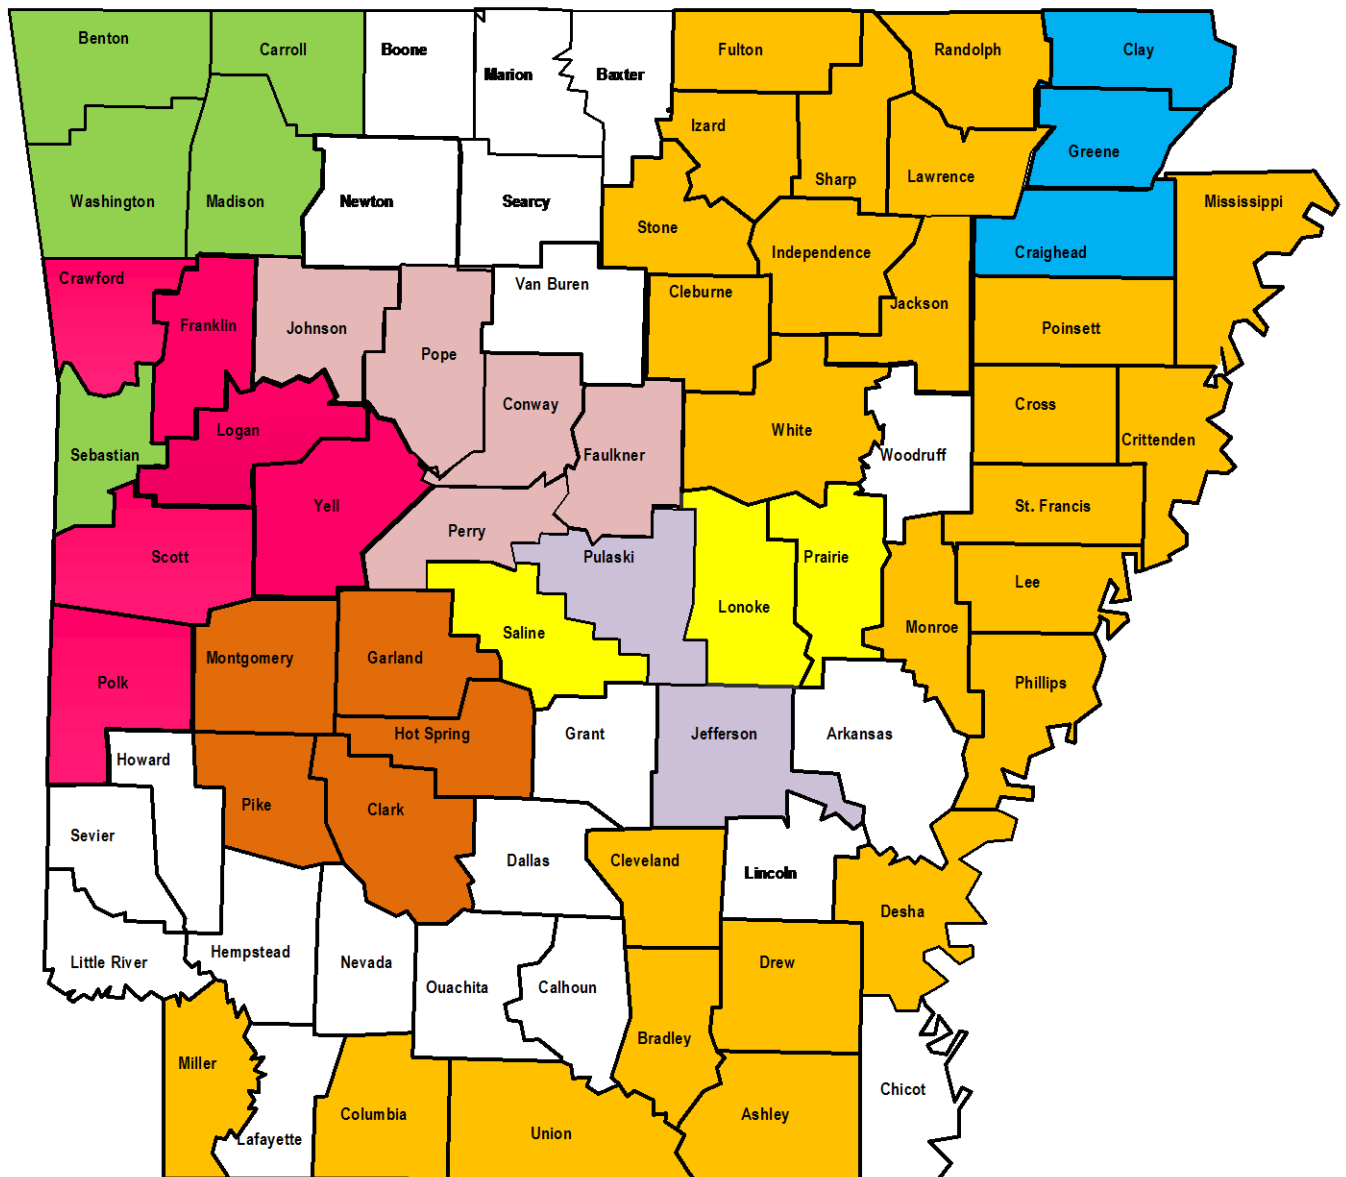 Benton
Carroll
Boone
Marion
Baxter
Fulton
Randolph
Clay
Izard
Greene
Washington
Madison
Newton
Searcy
Stone
Sharp
Lawrence
Mississippi
Independence
Craighead
Crawford
Van Buren
Cleburne
Jackson
Franklin
Johnson
Pope
Poinsett
Conway
Cross
Logan
White
Crittenden
Sebastian
Faulkner
Woodruff
Yell
St. Francis
Perry
Scott
Pulaski
Prairie
Lee
Lonoke
Saline
Monroe
Montgomery
Garland
Polk
Phillips
Hot Spring
Grant
Jefferson
Arkansas
Howard
Pike
Clark
Sevier
Dallas
Cleveland
Lincoln
Desha
Little River
Hempstead
Nevada
Drew
Ouachita
Calhoun
Bradley
Miller
Chicot
Columbia
Ashley
Lafayette
Union